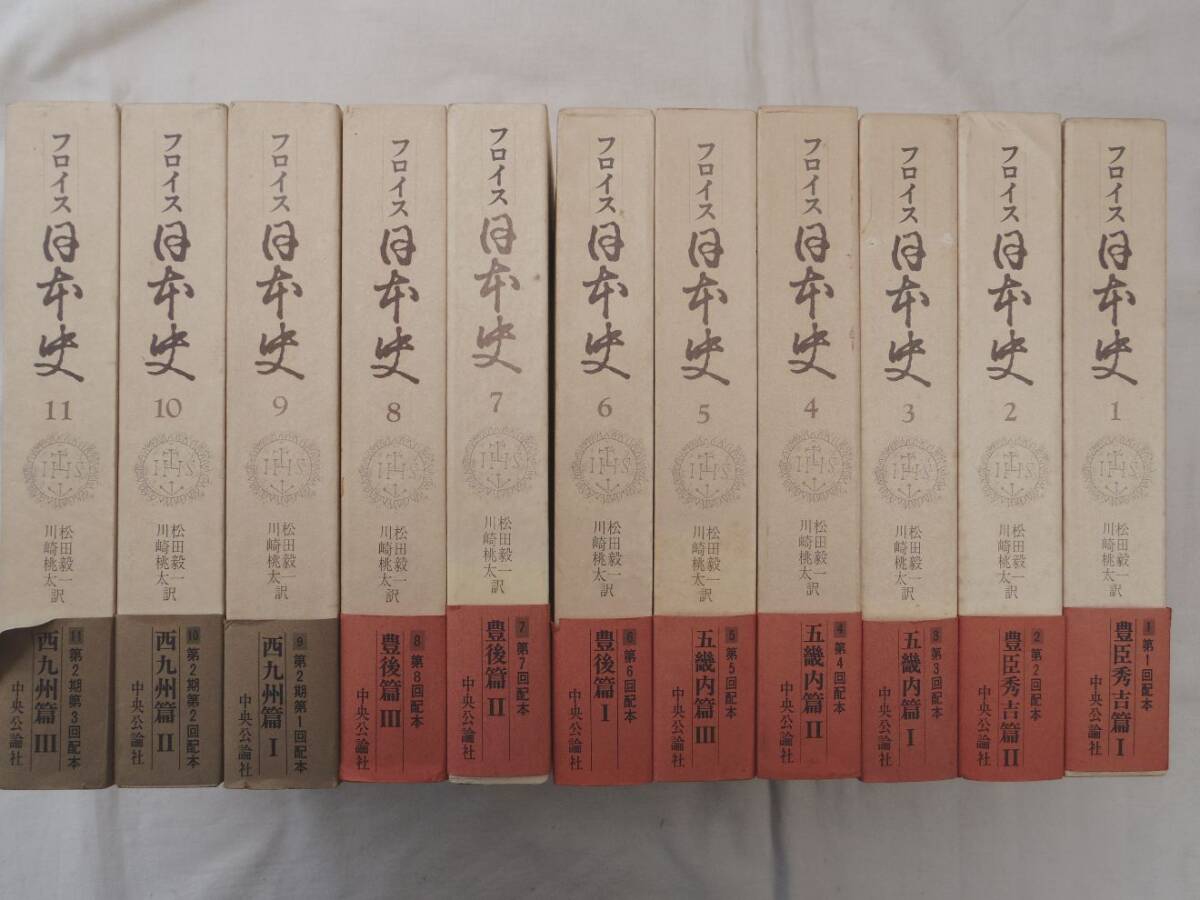 フロイス
日本史
1
IHS
松田毅一
川崎桃太
訳
1 第1回配本
豊臣秀吉篇 I
中央公論社
フロイス
日本史
2
IHS
松田毅一
川崎桃太
訳
2 第2回配本
豊臣秀吉篇 II
中央公論社
フロイス
日本史
3
IHS
松田毅一
川崎桃太
訳
3 第3回配本
五畿内篇 I
中央公論社
フロイス
日本史
4
IHS
松田毅一
川崎桃太
訳
4 第4回配本
五畿内篇 II
中央公論社
フロイス
日本史
5
IHS
松田毅一
川崎桃太
訳
5 第5回配本
五畿内篇 III
中央公論社
フロイス
日本史
6
IHS
松田毅一
川崎桃太
訳
6 第6回配本
豊後篇 I
中央公論社
フロイス
日本史
7
IHS
松田毅一
川崎桃太
訳
7 第7回配本
豊後篇 II
中央公論社
フロイス
日本史
8
IHS
松田毅一
川崎桃太
訳
8 第8回配本
豊後篇 III
中央公論社
フロイス
日本史
9
IHS
松田毅一
川崎桃太
訳
9 第2期第1回配本
西九州篇 I
中央公論社
フロイス
日本史
10
IHS
松田毅一
川崎桃太
訳
10 第2期第2回配本
西九州篇 II
中央公論社
フロイス
日本史
11
IHS
松田毅一
川崎桃太
訳
11 第2期第3回配本
西九州篇 III
中央公論社